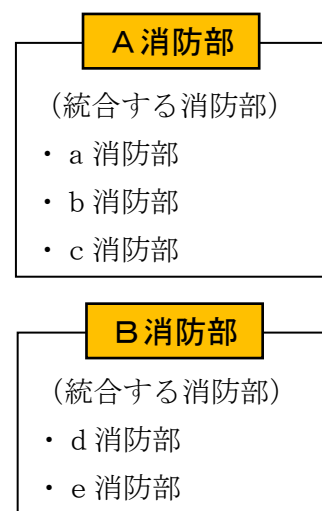 Ａ消防部
（統合する消防部）
・ａ消防部
・ｂ消防部
・ｃ消防部
Ｂ消防部
（統合する消防部）
・ｄ消防部
・ｅ消防部